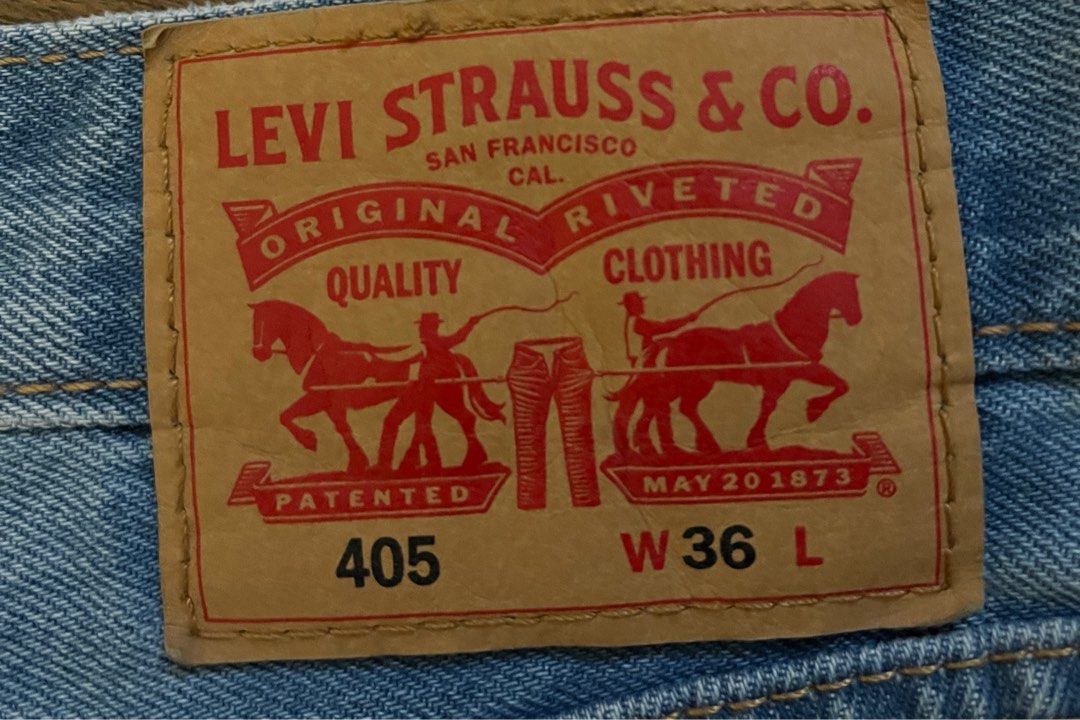 LEVI STRAUSS & CO.
SAN FRANCISCO
CAL.
ORIGINAL RIVETED
QUALITY CLOTHING
PATENTED MAY 20 1873 ®
405 W 36 L